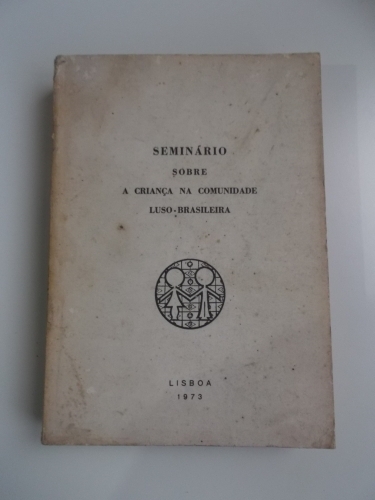 SEMINÁRIO
SOBRE
A CRIANÇA NA COMUNIDADE
LUSO-BRASILEIRA
LISBOA
1973